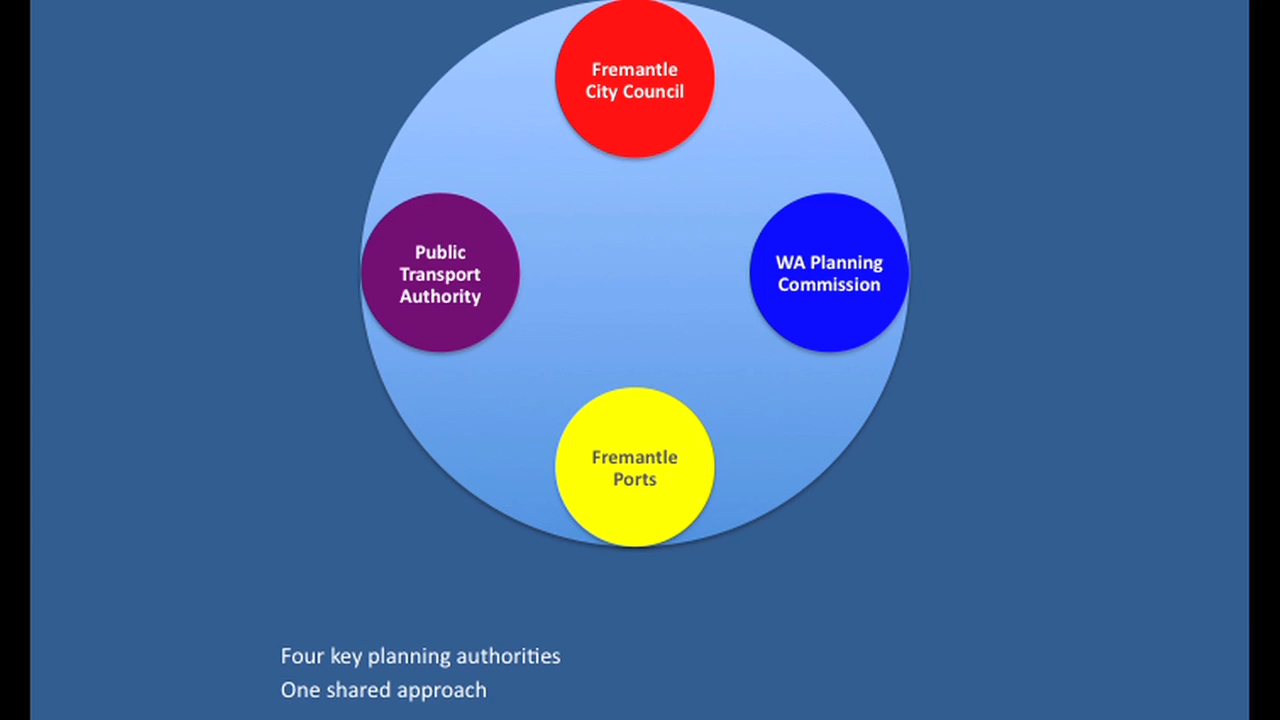 Fremantle
City Council
Public
Transport
Authority
WA Planning
Commission
Fremantle
Ports
Four key planning authorities
One shared approach